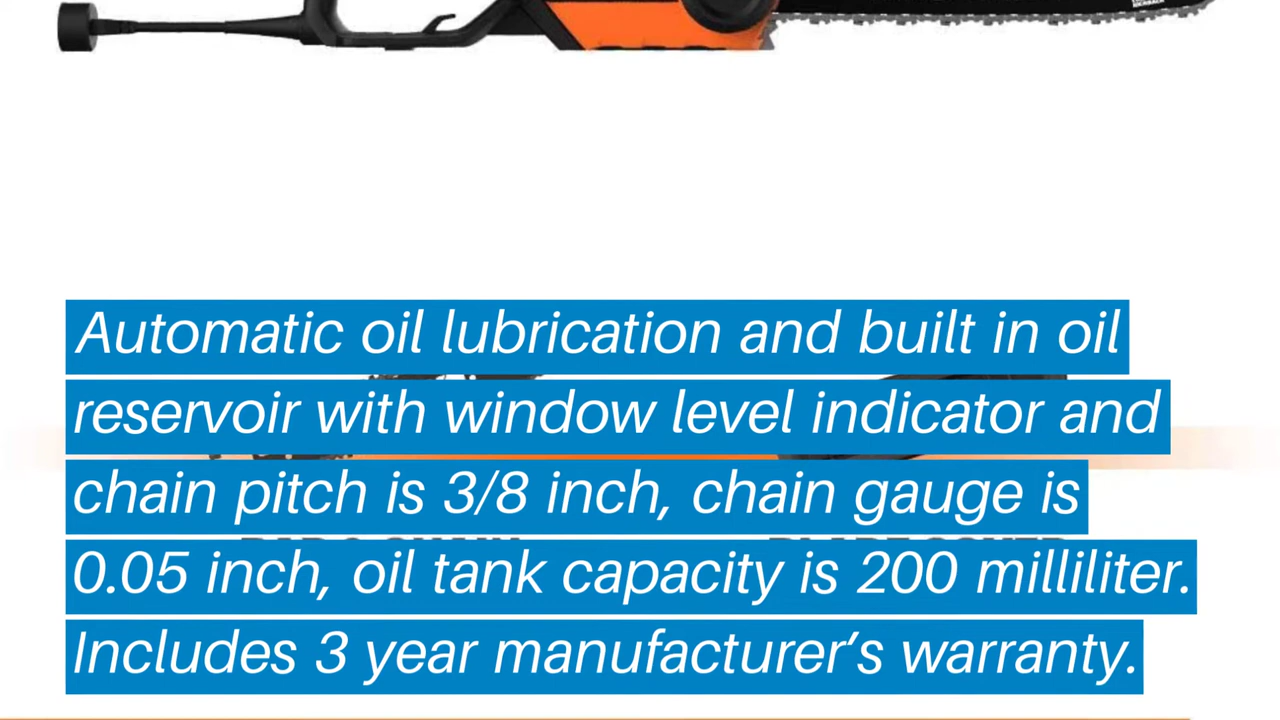 Automatic oil lubrication and built in oil
reservoir with window level indicator and
chain pitch is 3/8 inch, chain gauge is
0.05 inch, oil tank capacity is 200 milliliter.
Includes 3 year manufacturer’s warranty.